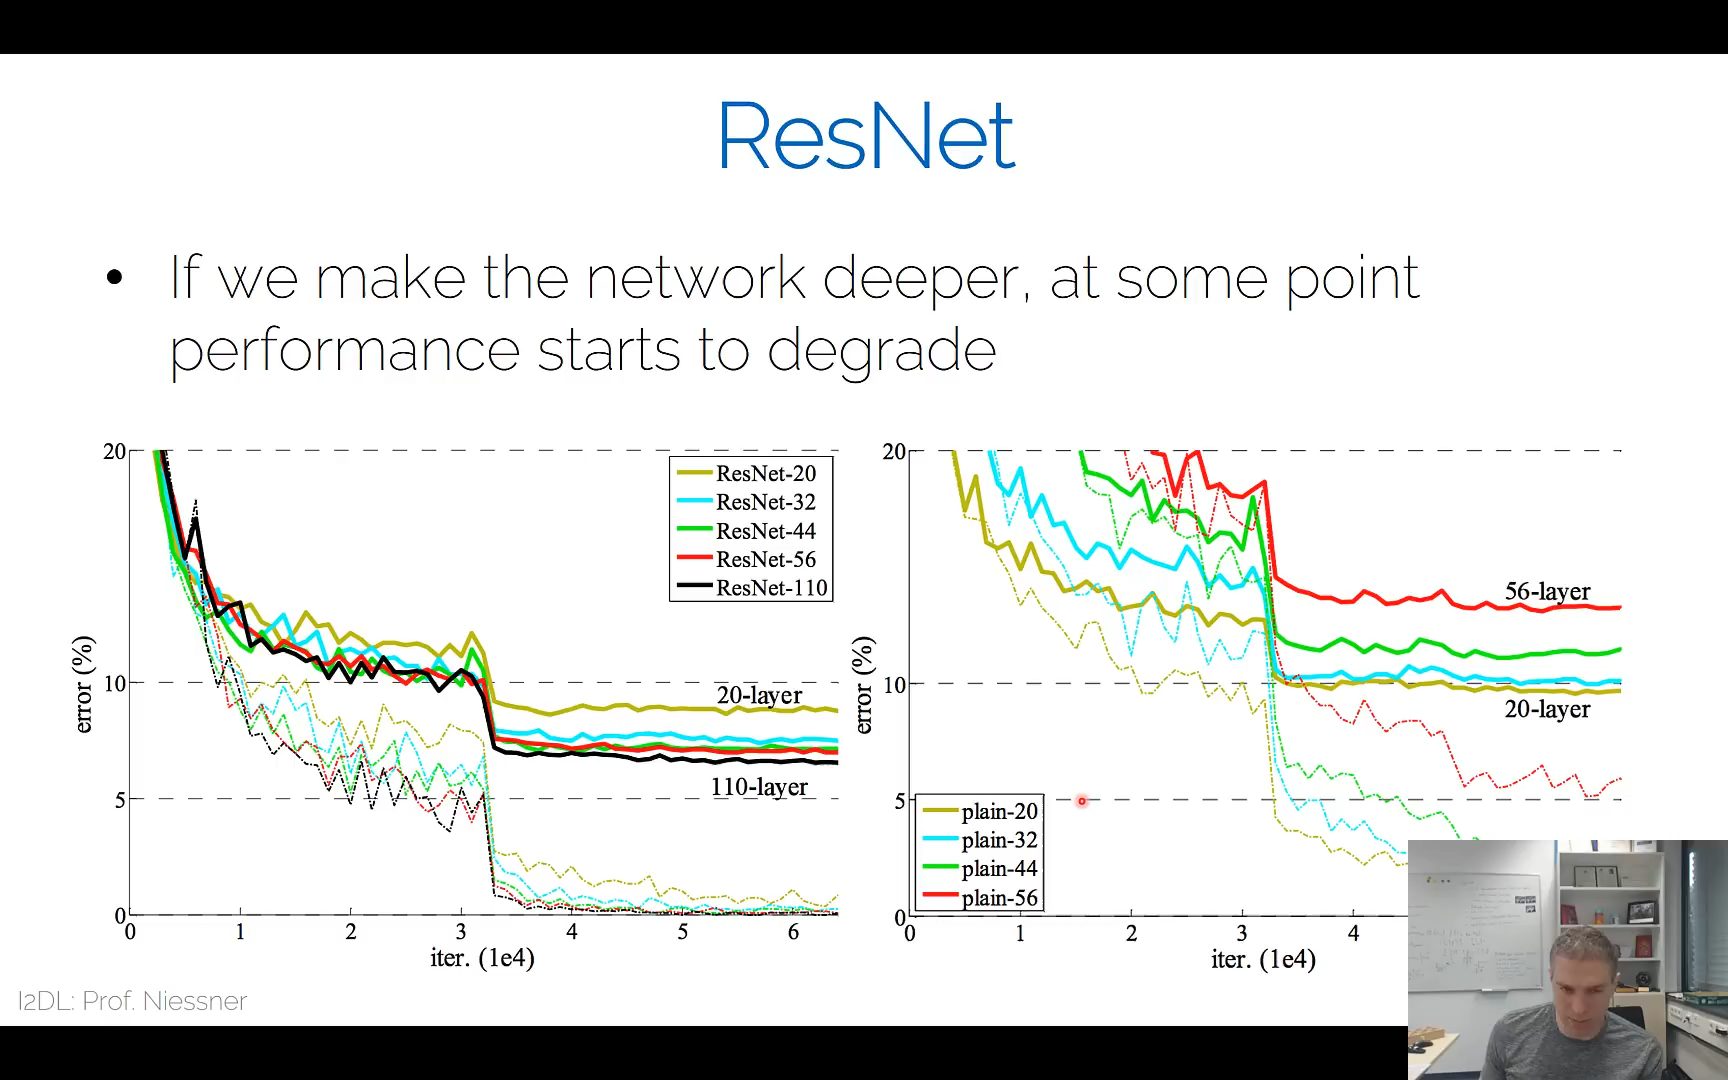 ResNet
• If we make the network deeper, at some point
performance starts to degrade
20
10
5
0
error (%)
0 1 2 3 4 5 6
iter. (1e4)
ResNet-20
ResNet-32
ResNet-44
ResNet-56
ResNet-110
20-layer
110-layer
20
10
5
0
error (%)
0 1 2 3 4
iter. (1e4)
56-layer
20-layer
plain-20
plain-32
plain-44
plain-56
I2DL: Prof. Niessner